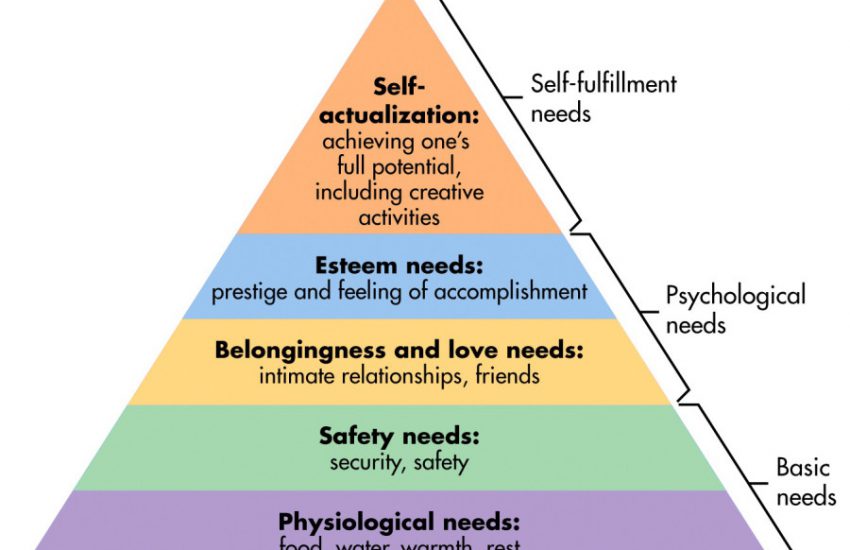 Self-
actualization:
achieving one's
full potential,
including creative
activities
Self-fulfillment
needs
Esteem needs:
prestige and feeling of accomplishment
Belongingness and love needs:
intimate relationships, friends
Psychological
needs
Safety needs:
security, safety
Physiological needs:
food, water, warmth, rest
Basic
needs